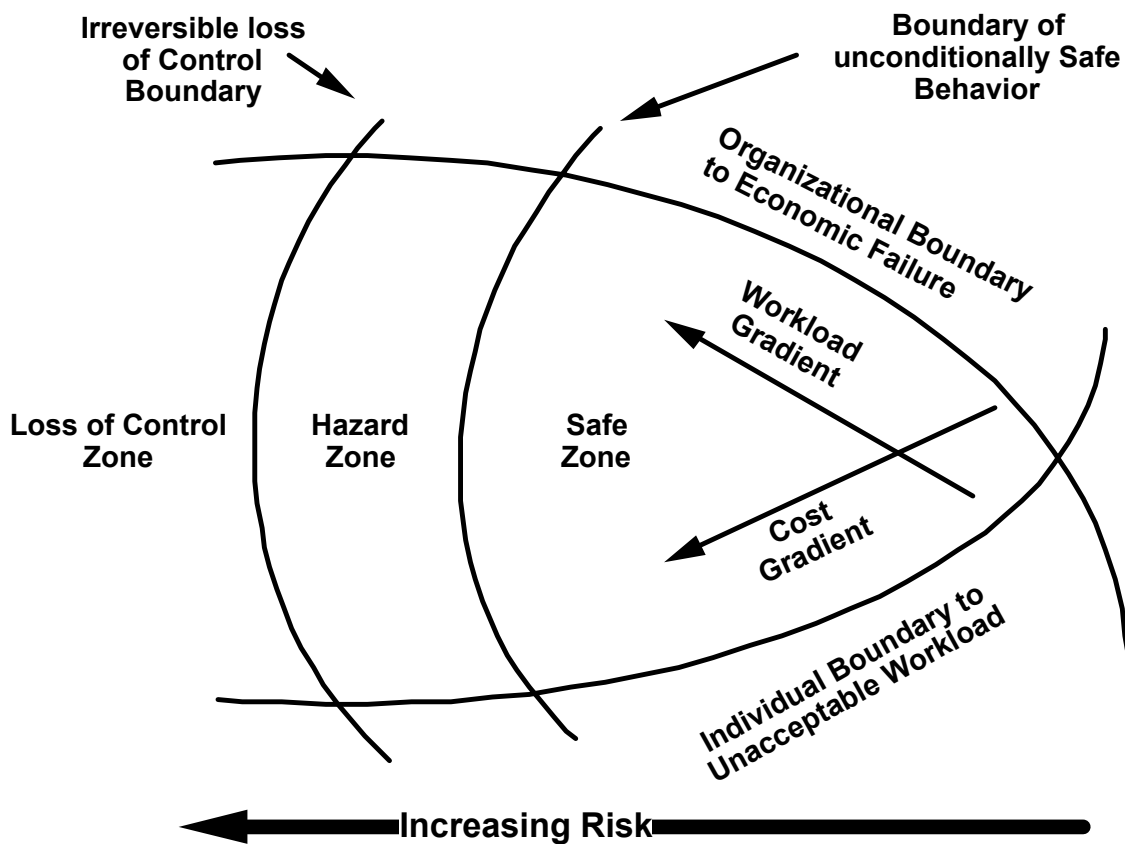 Irreversible loss
of Control
Boundary
Boundary of
unconditionally Safe
Behavior
Organizational Boundary
to Economic Failure
Workload
Gradient
Loss of Control
Zone
Hazard
Zone
Safe
Zone
Cost
Gradient
Individual Boundary to
Unacceptable Workload
Increasing Risk